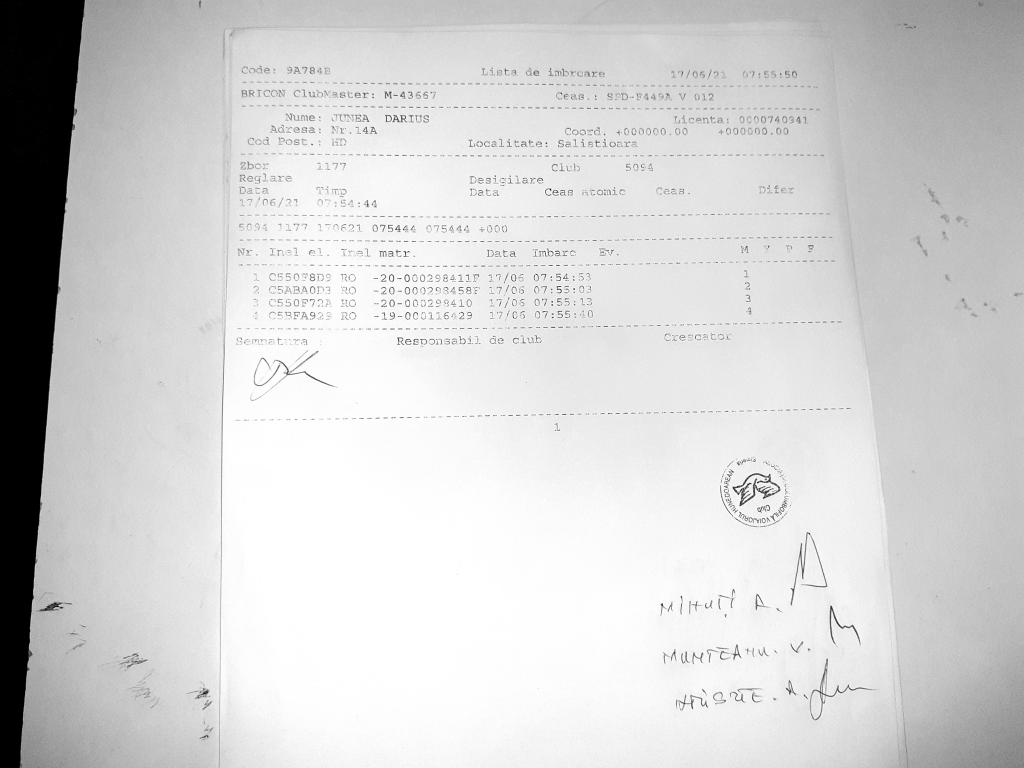 Code: 9A784B Lista de imbrcare 17/06/21 07:55:50
BRICON ClubMaster: M-43667 Ceas.: SPD-F449A V 012
Nume: JUNEA DARIUS Licenta: 0000740941
Adresa: Nr.14A Coord. +000000.00 +000000.00
Cod Post.: HD Localitate: Salistioara
Zbor 1177 Club 5094
Reglare Desigilare
Data Timp Data Ceas atomic Ceas. Difer
17/06/21 07:54:44
5094 1177 170621 075444 075444 +000
Nr. Inel el. Inel matr. Data Imbarc Ev. M V P F
1 C550F8D9 RO -20-000298411F 17/06 07:54:53 1
2 C5ABA0D3 RO -20-000298458F 17/06 07:55:03 2
3 C550F72A RO -20-000298410 17/06 07:55:13 3
4 C5BFA929 RO -19-000116429 17/06 07:55:40 4
Semnatura : Responsabil de club Crescator
1
VOIAJORUL HUNEDOREAN
Club
MIHUȚI A.
MUNTEANU. V.